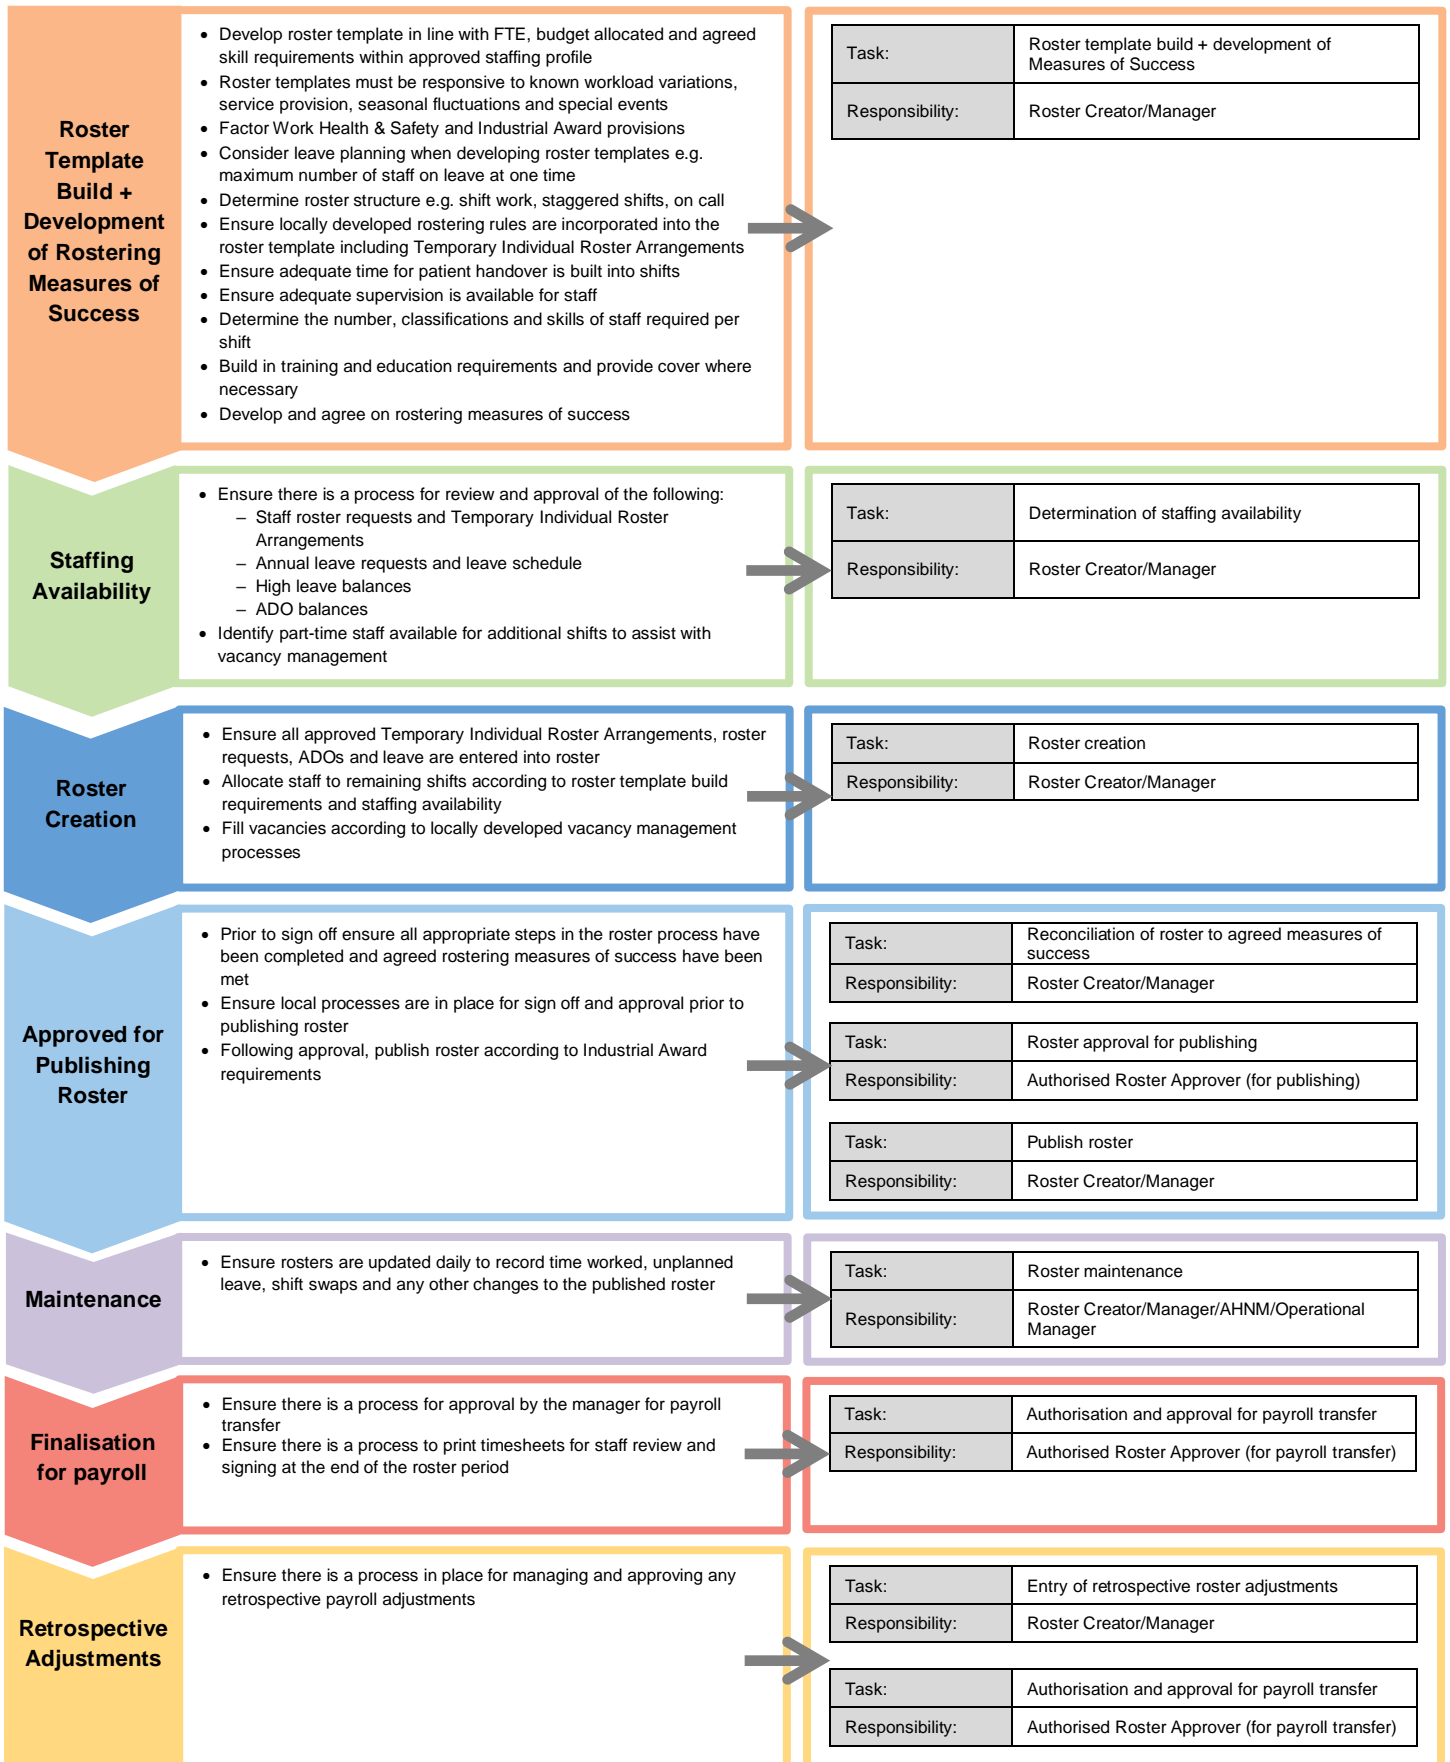 Roster
Template
Build +
Development
of Rostering
Measures of
Success
• Develop roster template in line with FTE, budget allocated and agreed
skill requirements within approved staffing profile
• Roster templates must be responsive to known workload variations,
service provision, seasonal fluctuations and special events
• Factor Work Health & Safety and Industrial Award provisions
• Consider leave planning when developing roster templates e.g.
maximum number of staff on leave at one time
• Determine roster structure e.g. shift work, staggered shifts, on call
• Ensure locally developed rostering rules are incorporated into the
roster template including Temporary Individual Roster Arrangements
• Ensure adequate time for patient handover is built into shifts
• Ensure adequate supervision is available for staff
• Determine the number, classifications and skills of staff required per
shift
• Build in training and education requirements and provide cover where
necessary
• Develop and agree on rostering measures of success
Task: Roster template build + development of
Measures of Success
Responsibility: Roster Creator/Manager
Staffing
Availability
• Ensure there is a process for review and approval of the following:
– Staff roster requests and Temporary Individual Roster
Arrangements
– Annual leave requests and leave schedule
– High leave balances
– ADO balances
• Identify part-time staff available for additional shifts to assist with
vacancy management
Task: Determination of staffing availability
Responsibility: Roster Creator/Manager
Roster
Creation
• Ensure all approved Temporary Individual Roster Arrangements, roster
requests, ADOs and leave are entered into roster
• Allocate staff to remaining shifts according to roster template build
requirements and staffing availability
• Fill vacancies according to locally developed vacancy management
processes
Task: Roster creation
Responsibility: Roster Creator/Manager
Approved for
Publishing
Roster
• Prior to sign off ensure all appropriate steps in the roster process have
been completed and agreed rostering measures of success have been
met
• Ensure local processes are in place for sign off and approval prior to
publishing roster
• Following approval, publish roster according to Industrial Award
requirements
Task: Reconciliation of roster to agreed measures of
success
Responsibility: Roster Creator/Manager
Task: Roster approval for publishing
Responsibility: Authorised Roster Approver (for publishing)
Task: Publish roster
Responsibility: Roster Creator/Manager
Maintenance
• Ensure rosters are updated daily to record time worked, unplanned
leave, shift swaps and any other changes to the published roster
Task: Roster maintenance
Responsibility: Roster Creator/Manager/AHNM/Operational
Manager
Finalisation
for payroll
• Ensure there is a process for approval by the manager for payroll
transfer
• Ensure there is a process to print timesheets for staff review and
signing at the end of the roster period
Task: Authorisation and approval for payroll transfer
Responsibility: Authorised Roster Approver (for payroll transfer)
Retrospective
Adjustments
• Ensure there is a process in place for managing and approving any
retrospective payroll adjustments
Task: Entry of retrospective roster adjustments
Responsibility: Roster Creator/Manager
Task: Authorisation and approval for payroll transfer
Responsibility: Authorised Roster Approver (for payroll transfer)